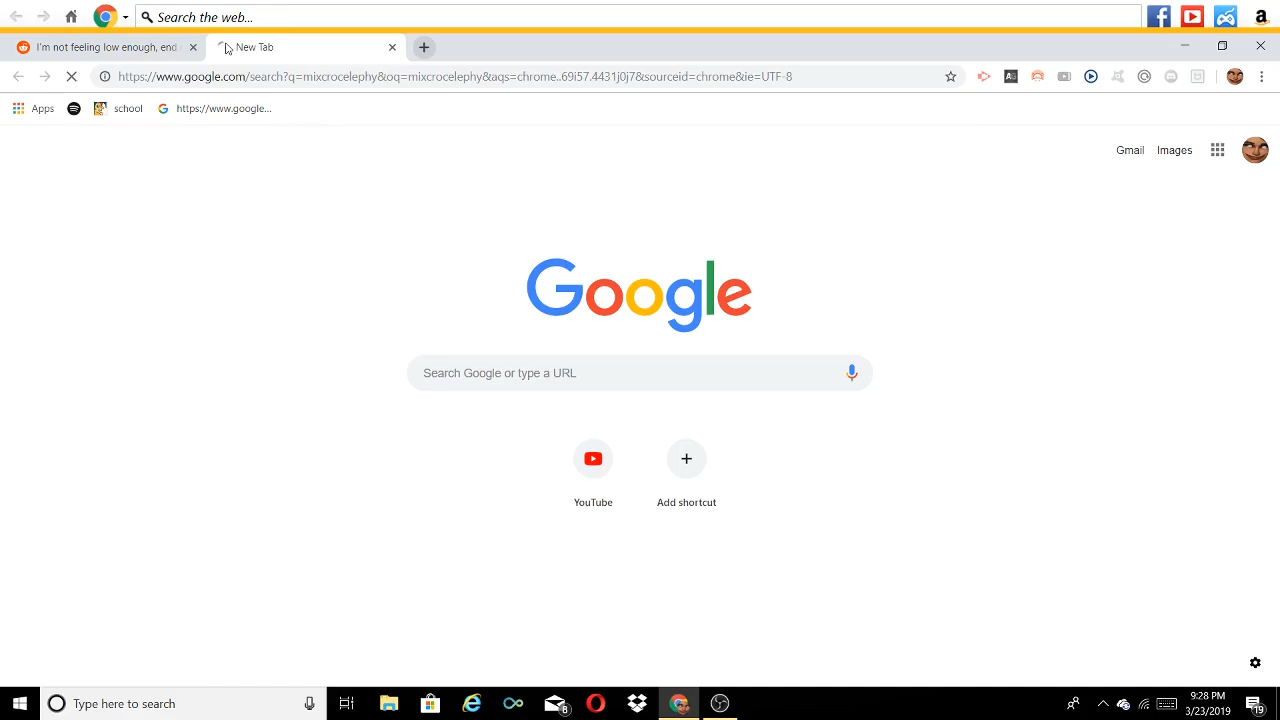 Search the web...
I'm not feeling low enough, end
New Tab
https://www.google.com/search?q=mixcrocelephy&oq=mixcrocelephy&aqs=chrome..69i57.4431j0j7&sourceid=chrome&ie=UTF-8
Apps school https://www.google...
Gmail Images
Google
Search Google or type a URL
YouTube Add shortcut
Type here to search
8
9:28 PM
3/23/2019
19